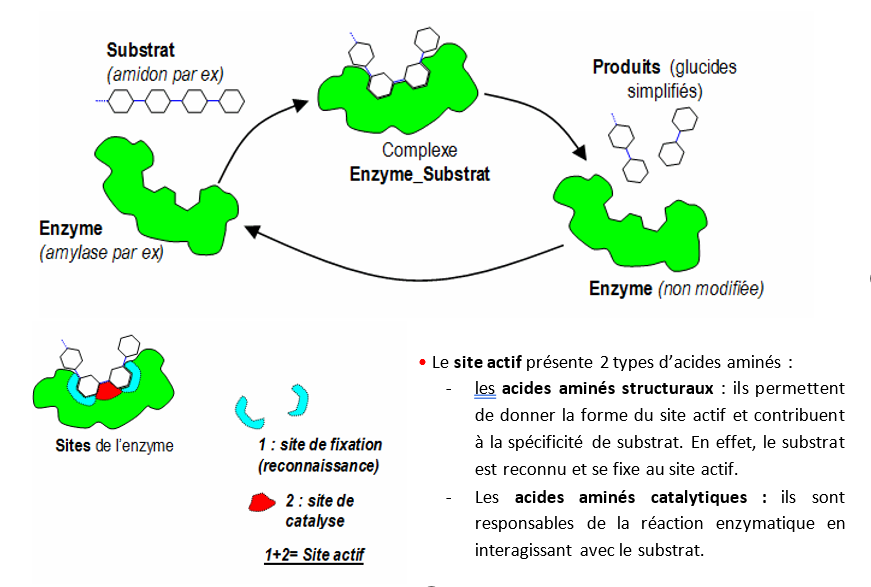 Substrat
(amidon par ex)
Produits (glucides
simplifiés)
Complexe
Enzyme_Substrat
Enzyme
(amylase par ex)
Enzyme (non modifiée)
Sites de l'enzyme
1 : site de fixation
(reconnaissance)
2 : site de
catalyse
1+2= Site actif
• Le site actif présente 2 types d’acides aminés :
- les acides aminés structuraux : ils permettent
de donner la forme du site actif et contribuent
à la spécificité de substrat. En effet, le substrat
est reconnu et se fixe au site actif.
- Les acides aminés catalytiques : ils sont
responsables de la réaction enzymatique en
interagissant avec le substrat.